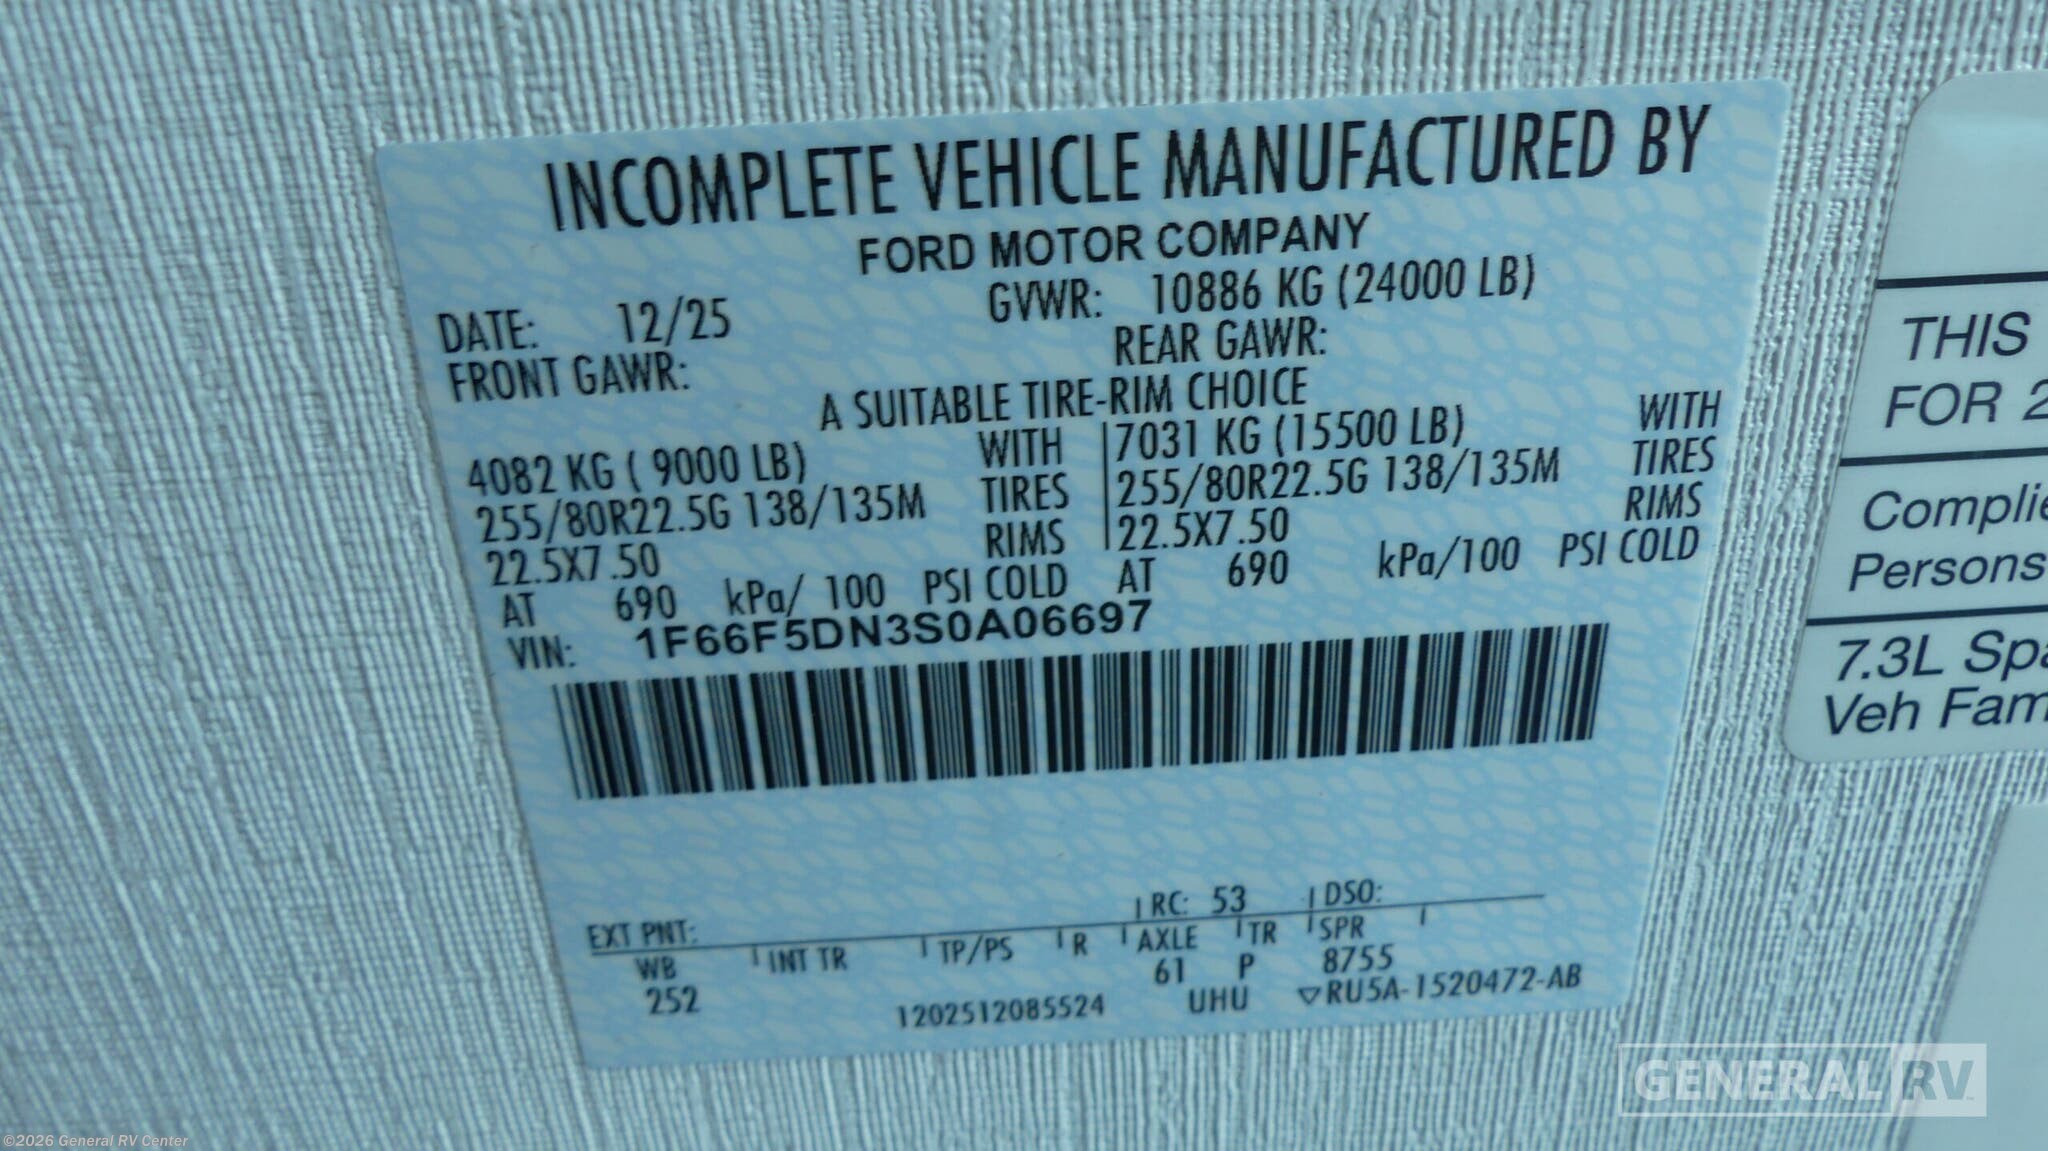 INCOMPLETE VEHICLE MANUFACTURED BY
FORD MOTOR COMPANY
DATE: 12/25 GVWR: 10886 KG (24000 LB)
FRONT GAWR: REAR GAWR:
A SUITABLE TIRE-RIM CHOICE
4082 KG ( 9000 LB) WITH 7031 KG (15500 LB) WITH
255/80R22.5G 138/135M TIRES 255/80R22.5G 138/135M TIRES
22.5X7.50 RIMS 22.5X7.50 RIMS
AT 690 kPa/ 100 PSI COLD AT 690 kPa/100 PSI COLD
VIN: 1F66F5DN3S0A06697
EXT PNT: RC: 53 DSO:
WB INT TR TP/PS R AXLE TR SPR
252 61 P 8755
1202512085524 UHU ▽RU5A-1520472-AB
THIS
FOR 2
Complie
Persons
7.3L Spa
Veh Fam
GENERAL RV
©2026 General RV Center